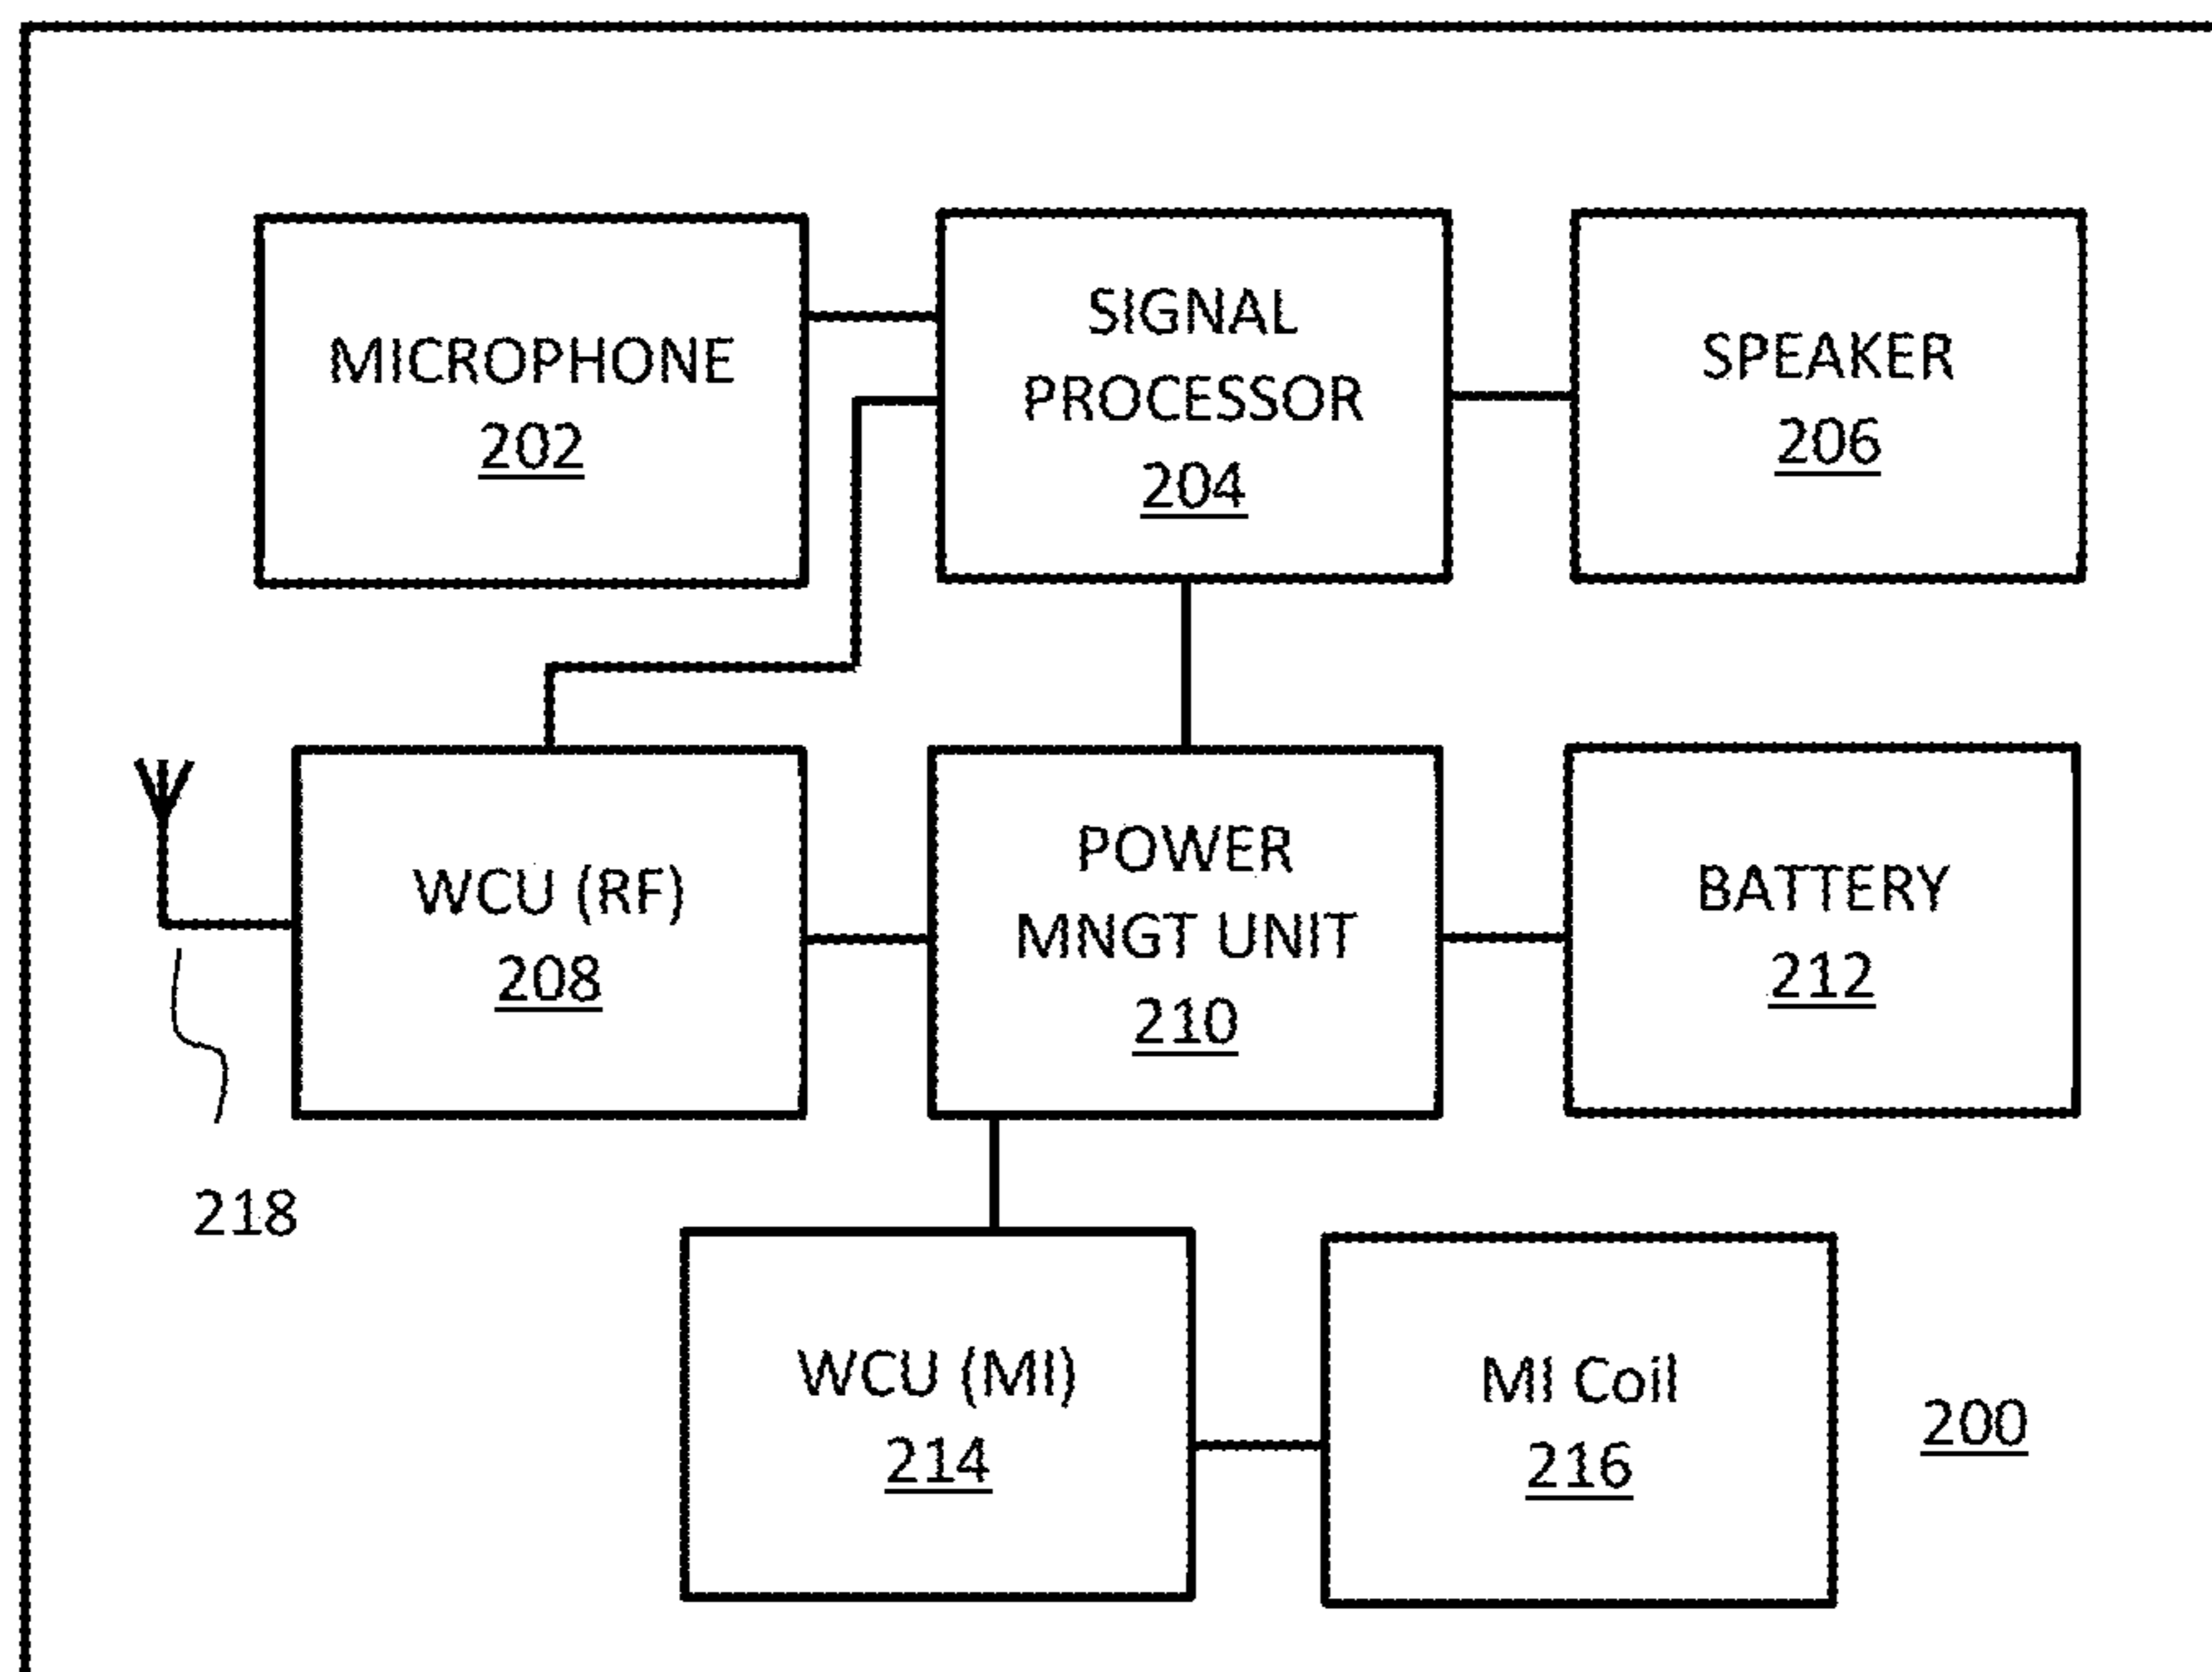 MICROPHONE
202
SIGNAL
PROCESSOR
204
SPEAKER
206
WCU (RF)
208
POWER
MNGT UNIT
210
BATTERY
212
218
WCU (MI)
214
MI Coil
216
200